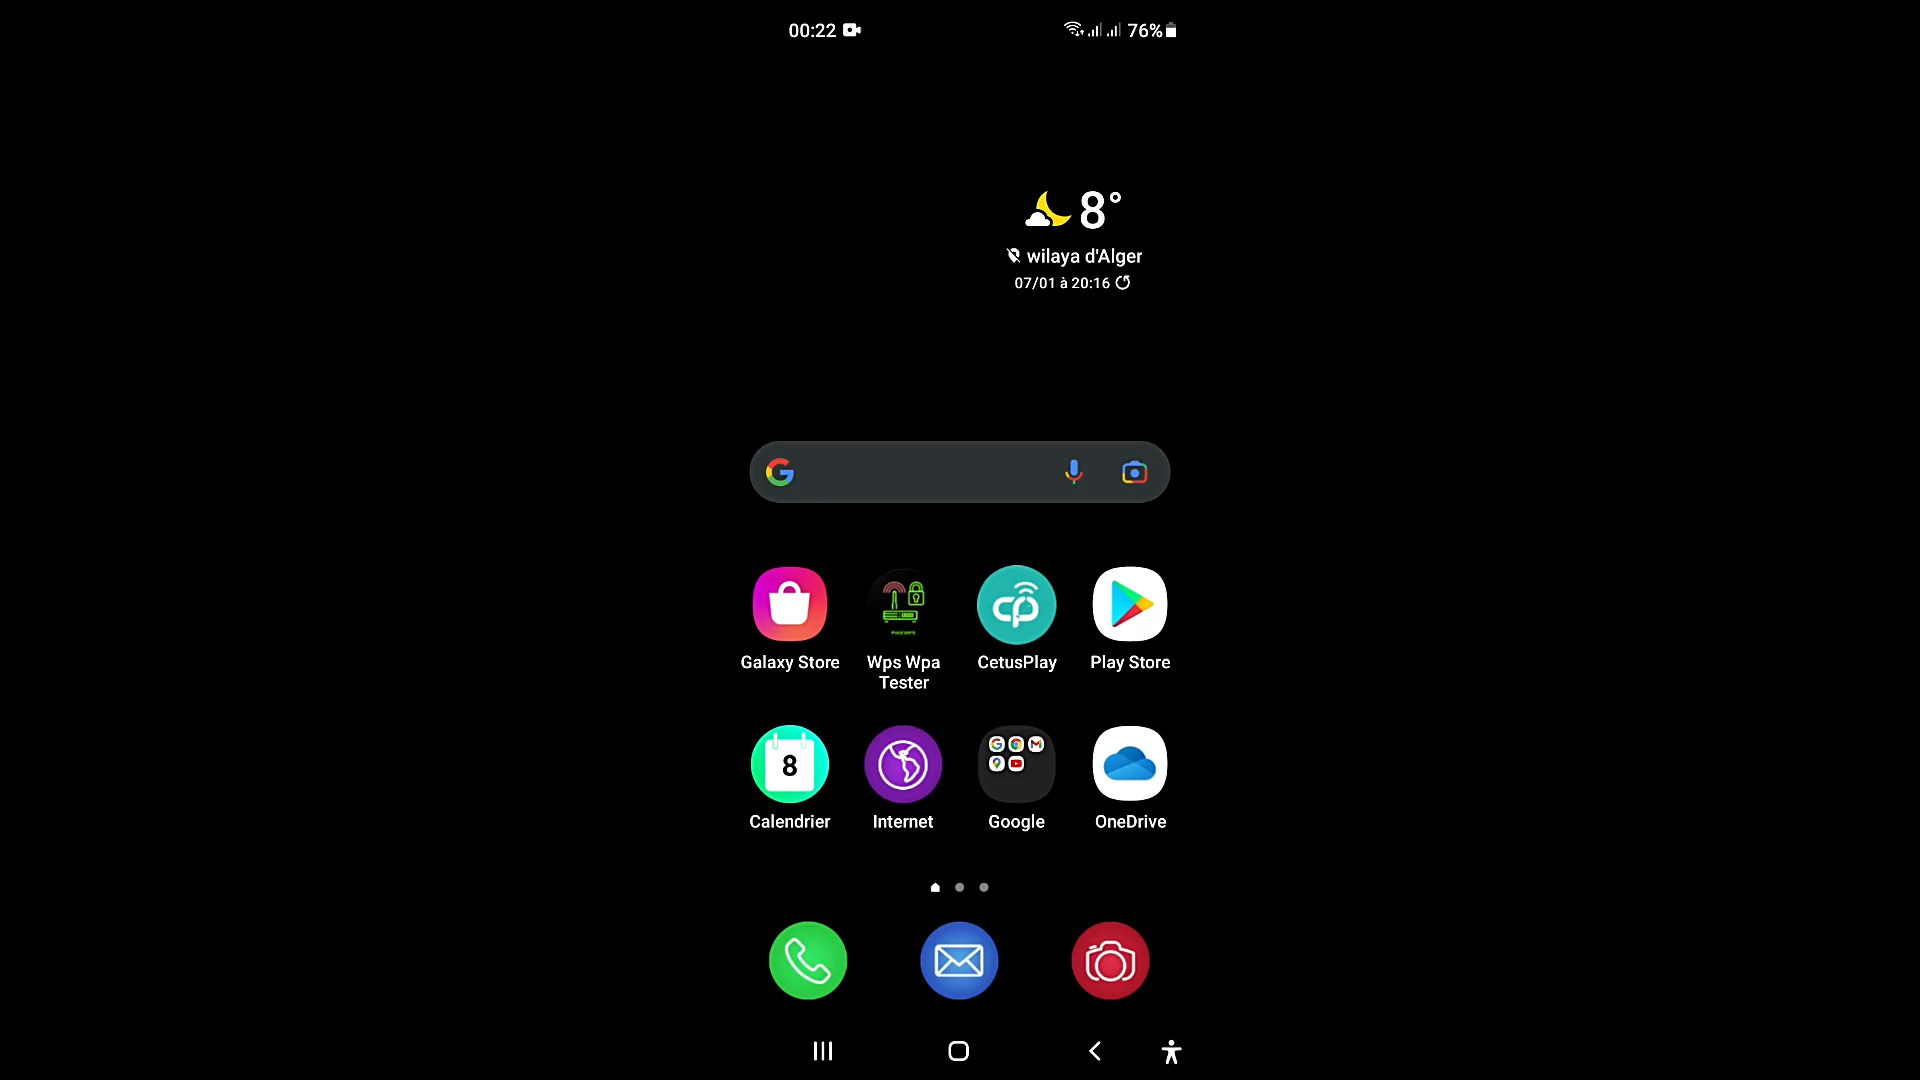 00:22 76%
8°
wilaya d'Alger
07/01 à 20:16
Galaxy Store
Wps Wpa
Tester
CetusPlay
Play Store
8
Calendrier
Internet
Google
OneDrive